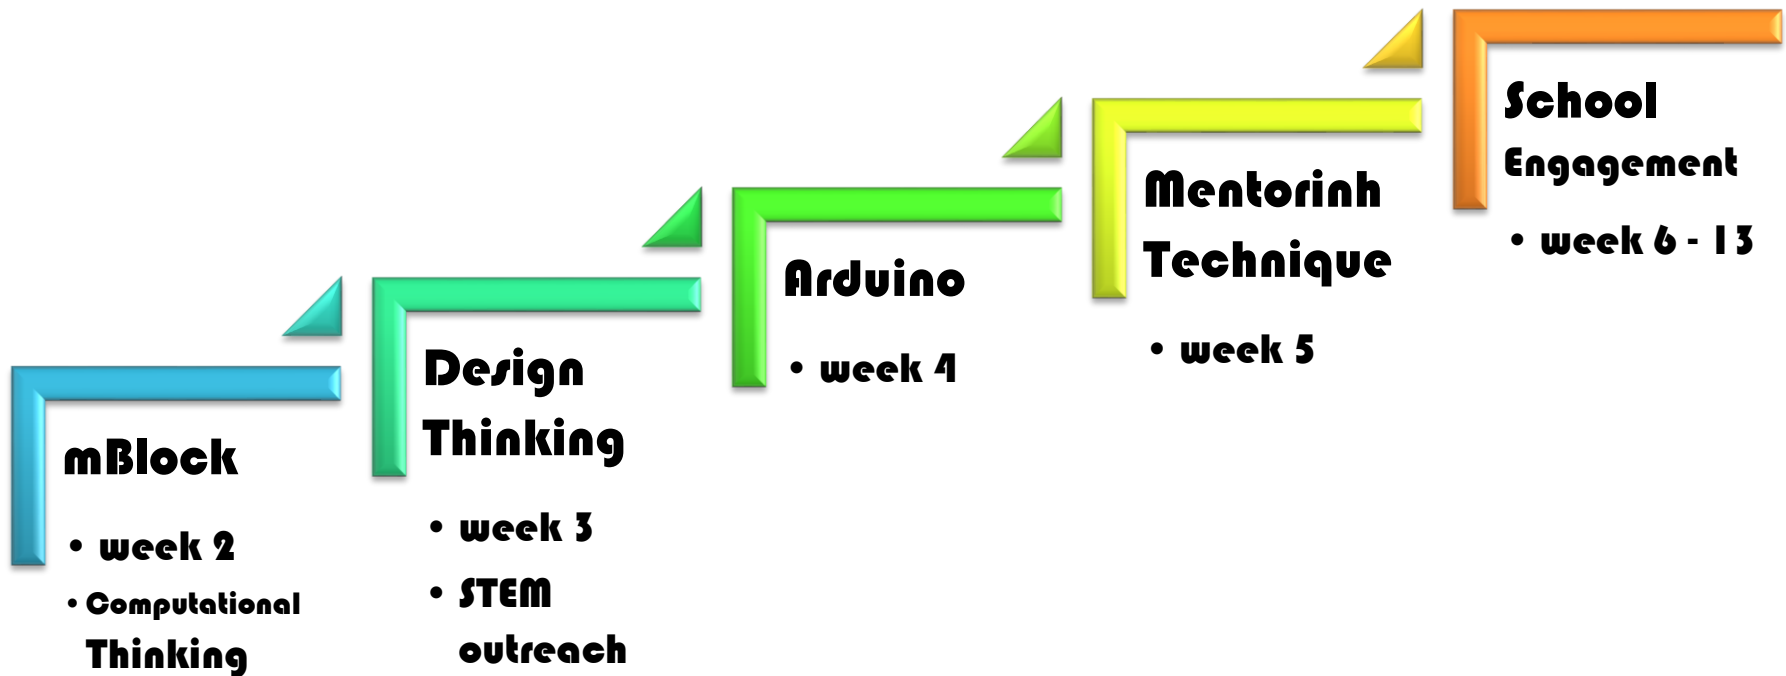 mBlock
• week 2
• Computational
Thinking
Design
Thinking
• week 3
• STEM
outreach
Arduino
• week 4
Mentorinh
Technique
• week 5
School
Engagement
• week 6 - 13